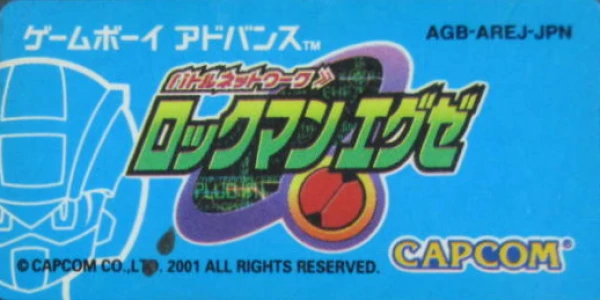 ゲームボーイ アドバンス™
AGB-AREJ-JPN
バトルネットワーク
ロックマン エグゼ
PLUG IN
CAPCOM®
© CAPCOM CO., LTD. 2001 ALL RIGHTS RESERVED.